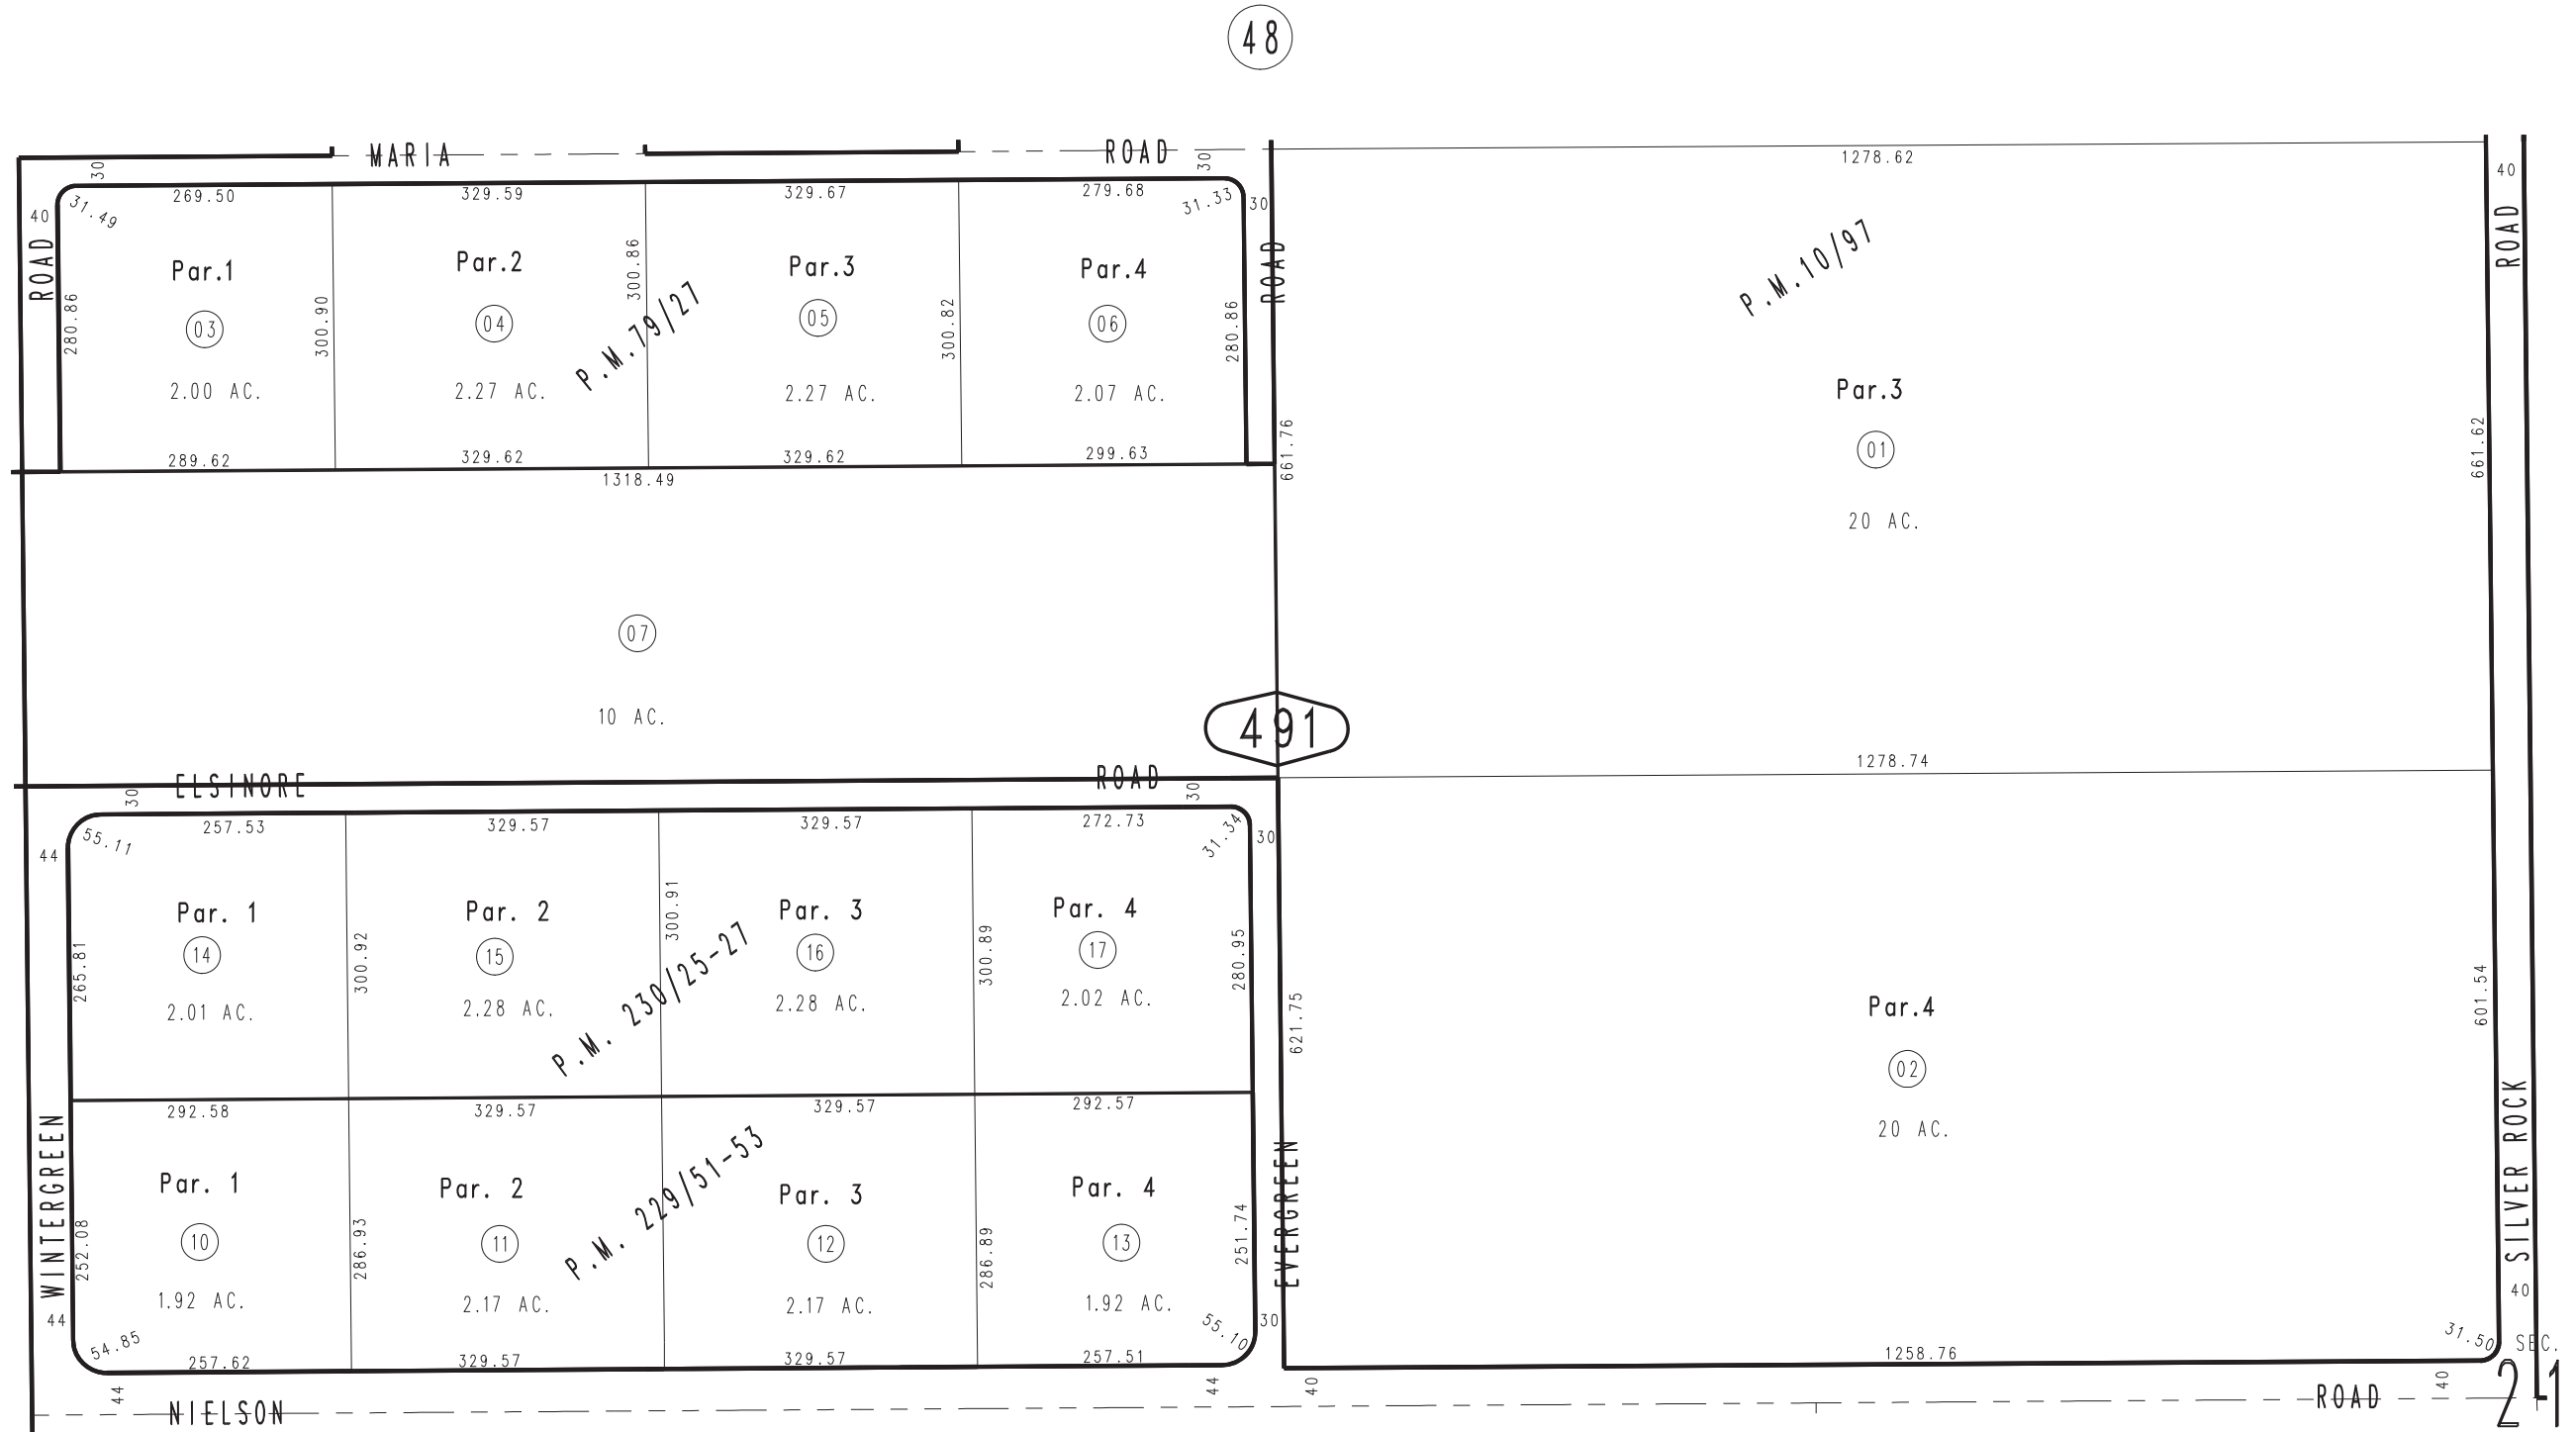 48
MARIA ROAD
30
30
1278.62
40
269.50
329.59
329.67
279.68
40
31.49
31.33
30
ROAD
ROAD
ROAD
P.M.10/97
Par.1
Par.2
Par.3
Par.4
280.86
300.90
300.86
300.82
280.86
03
04
05
06
P.M.79/27
2.00 AC.
2.27 AC.
2.27 AC.
2.07 AC.
Par.3
01
20 AC.
661.76
661.62
289.62
329.62
329.62
299.63
1318.49
07
10 AC.
491
1278.74
ELSINORE ROAD
30
30
257.53
329.57
329.57
272.73
44
55.11
31.34
30
Par. 1
Par. 2
Par. 3
Par. 4
265.81
300.92
300.91
300.89
280.95
14
15
16
17
P.M. 230/25-27
2.01 AC.
2.28 AC.
2.28 AC.
2.02 AC.
621.75
Par.4
02
20 AC.
601.54
292.58
329.57
329.57
292.57
WINTERGREEN
EVERGREEN
SILVER ROCK
P.M. 229/51-53
Par. 1
Par. 2
Par. 3
Par. 4
252.08
286.93
286.89
251.74
10
11
12
13
1.92 AC.
2.17 AC.
2.17 AC.
1.92 AC.
44
54.85
55.10
30
40
31.50
SEC.
257.62
329.57
329.57
257.51
1258.76
44
44
40
40
21
NIELSON ROAD